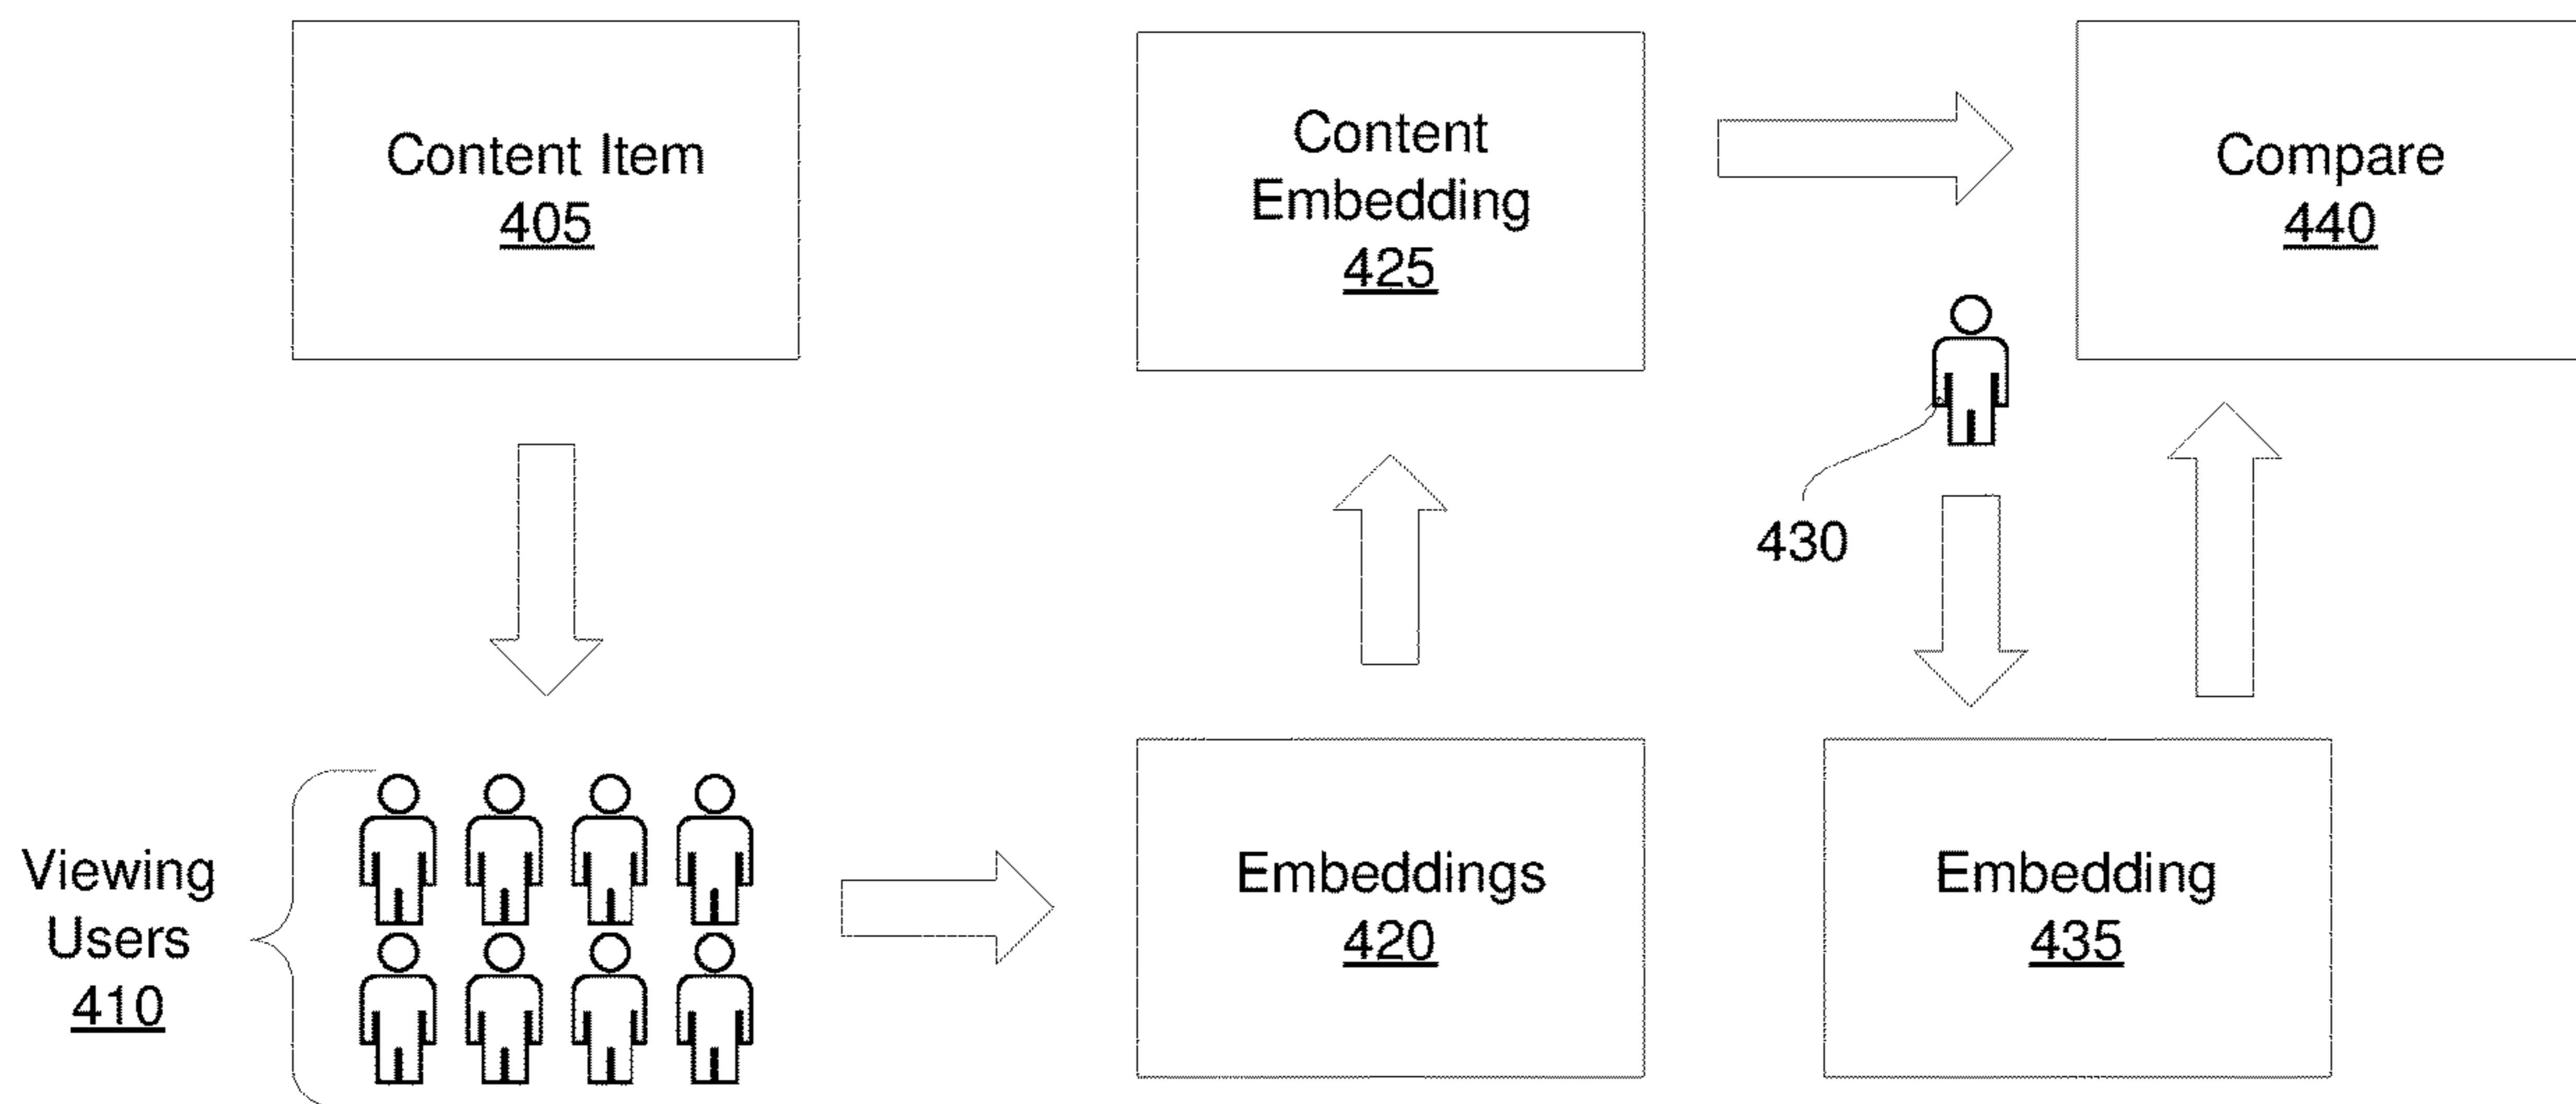 Content Item
405
Content
Embedding
425
Compare
440
430
Viewing
Users
410
Embeddings
420
Embedding
435